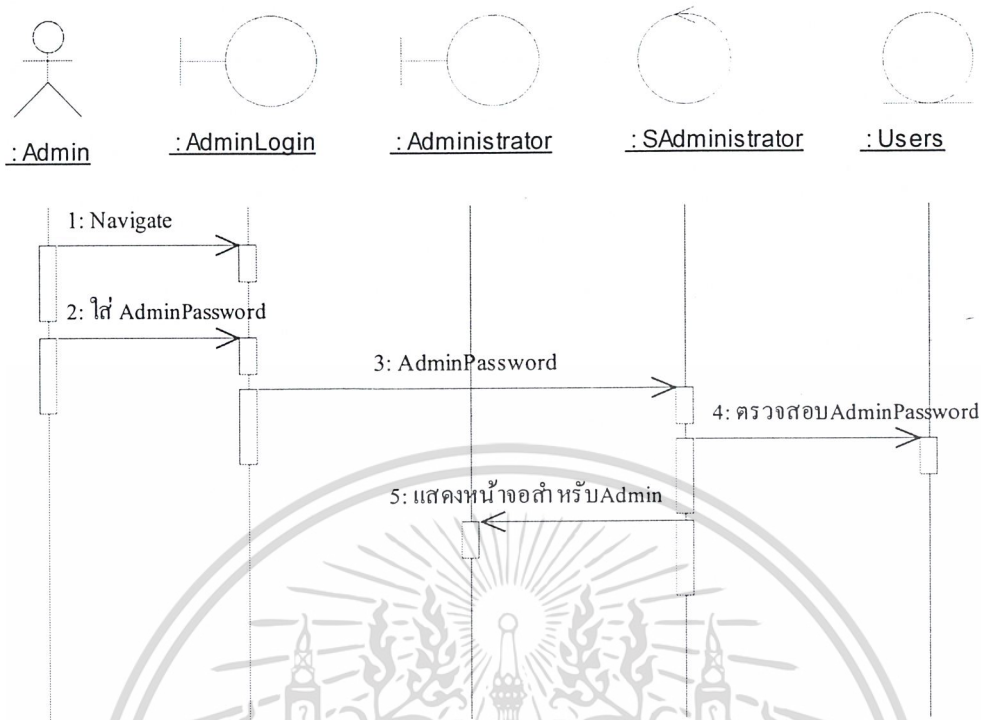 : Admin
: AdminLogin
: Administrator
: SAdministrator
: Users
1: Navigate
2: ใส่ AdminPassword
3: AdminPassword
4: ตรวจสอบAdminPassword
5: แสดงหน้าจอสำหรับAdmin